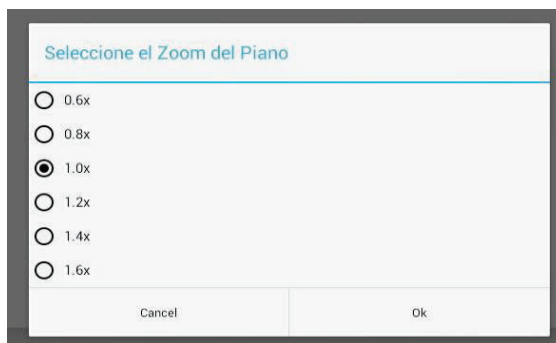 Seleccione el Zoom del Piano
0.6x
0.8x
1.0x
1.2x
1.4x
1.6x
Cancel Ok